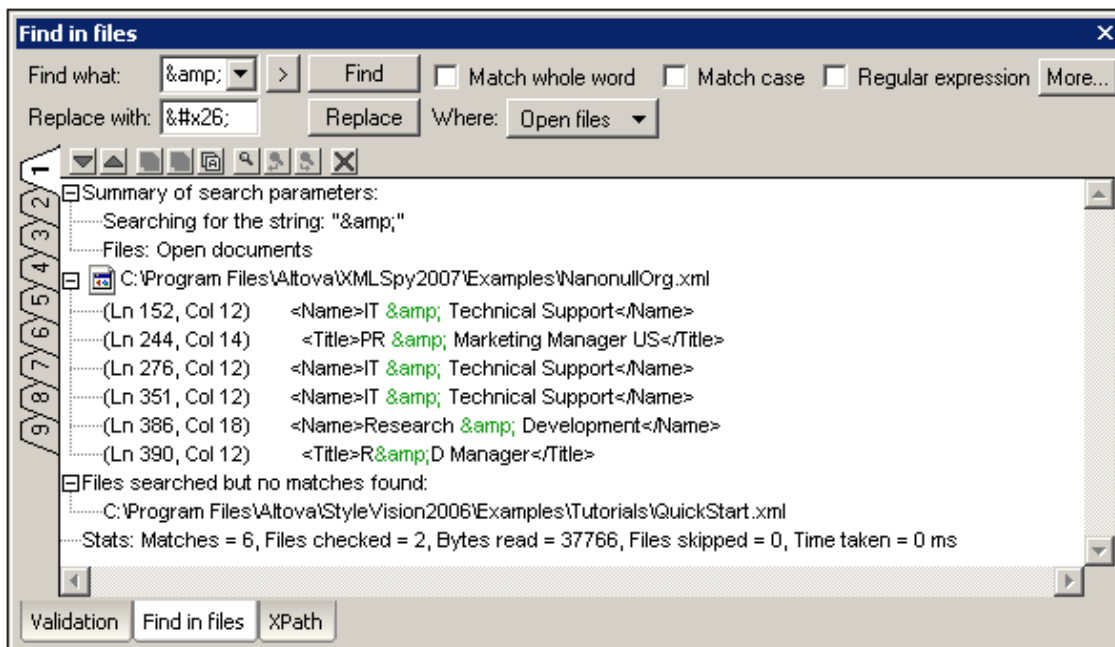 Find in files
Find what: &amp; > Find Match whole word Match case Regular expression More...
Replace with: &#x26; Replace Where: Open files
1
2
3
4
5
6
7
8
9
Summary of search parameters:
Searching for the string: "&amp;"
Files: Open documents
C:\Program Files\Altova\XMLSpy2007\Examples\NanonullOrg.xml
(Ln 152, Col 12) <Name>IT &amp; Technical Support</Name>
(Ln 244, Col 14) <Title>PR &amp; Marketing Manager US</Title>
(Ln 276, Col 12) <Name>IT &amp; Technical Support</Name>
(Ln 351, Col 12) <Name>IT &amp; Technical Support</Name>
(Ln 386, Col 18) <Name>Research &amp; Development</Name>
(Ln 390, Col 12) <Title>R&amp;D Manager</Title>
Files searched but no matches found:
C:\Program Files\Altova\StyleVision2006\Examples\Tutorials\QuickStart.xml
Stats: Matches = 6, Files checked = 2, Bytes read = 37766, Files skipped = 0, Time taken = 0 ms
Validation Find in files XPath